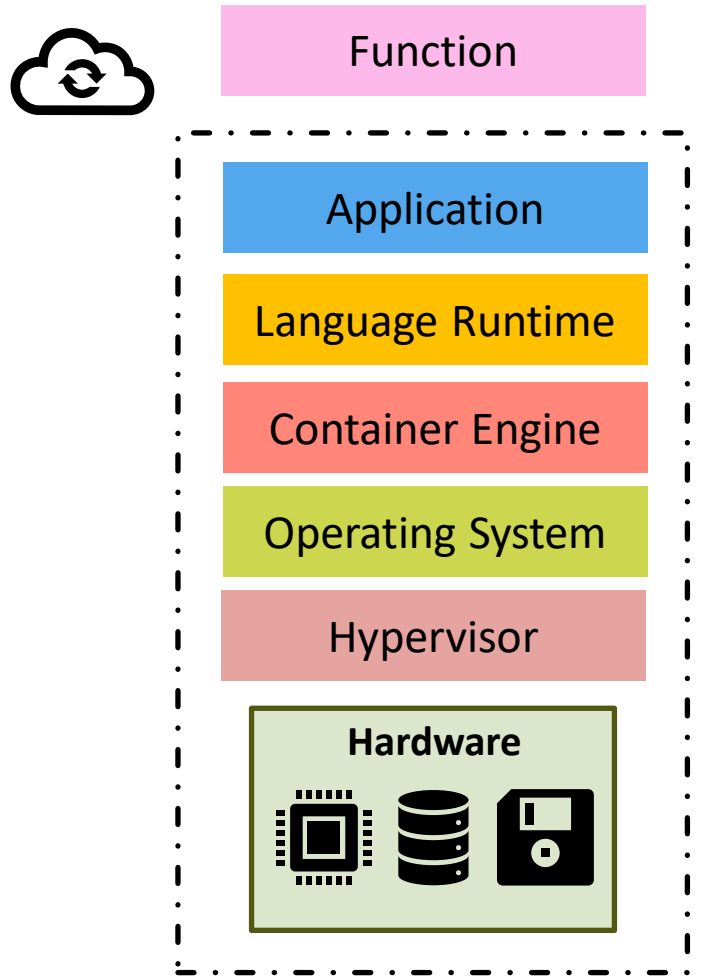 Function
Application
Language Runtime
Container Engine
Operating System
Hypervisor
Hardware